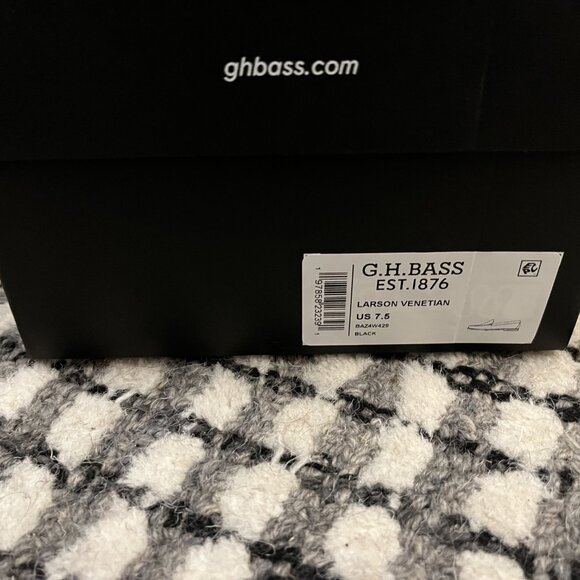 ghbass.com
G.H.BASS
EST.1876
LARSON VENETIAN
US 7.5
BAZ4W429
BLACK